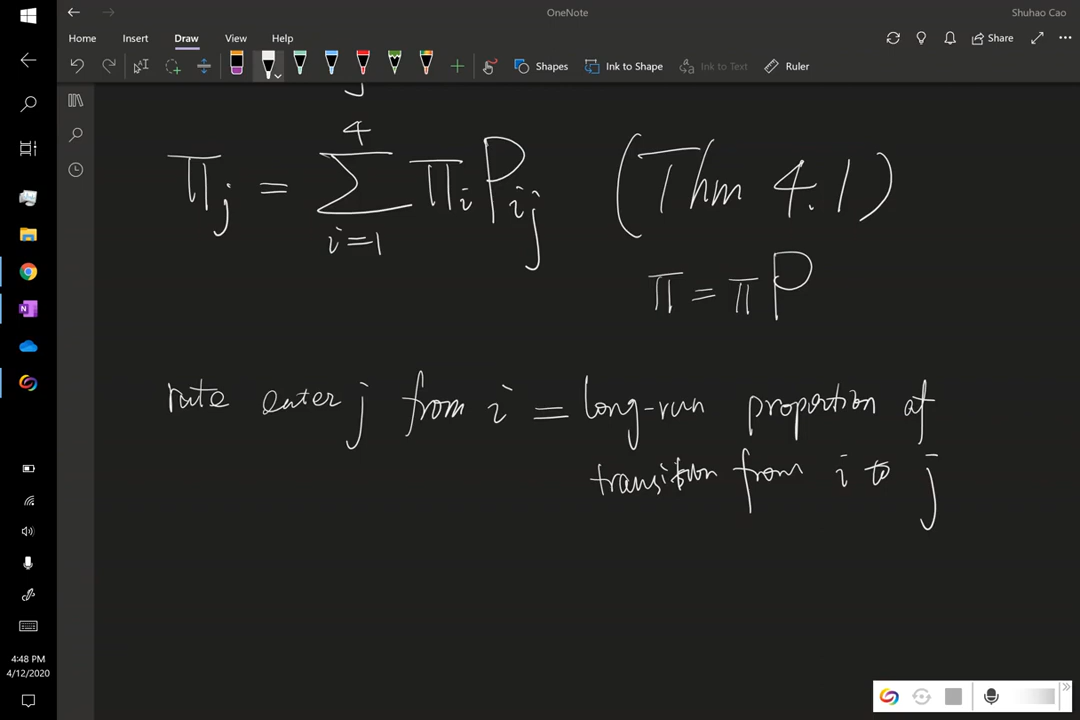 OneNote
Shuhao Cao
Home Insert Draw View Help
Share
Shapes Ink to Shape Ink to Text Ruler
4
πj = Σ πi Pij (Thm 4.1)
i=1
π = π P
rate enter j from i = long-run proportion of
transition from i to j
4:48 PM
4/12/2020